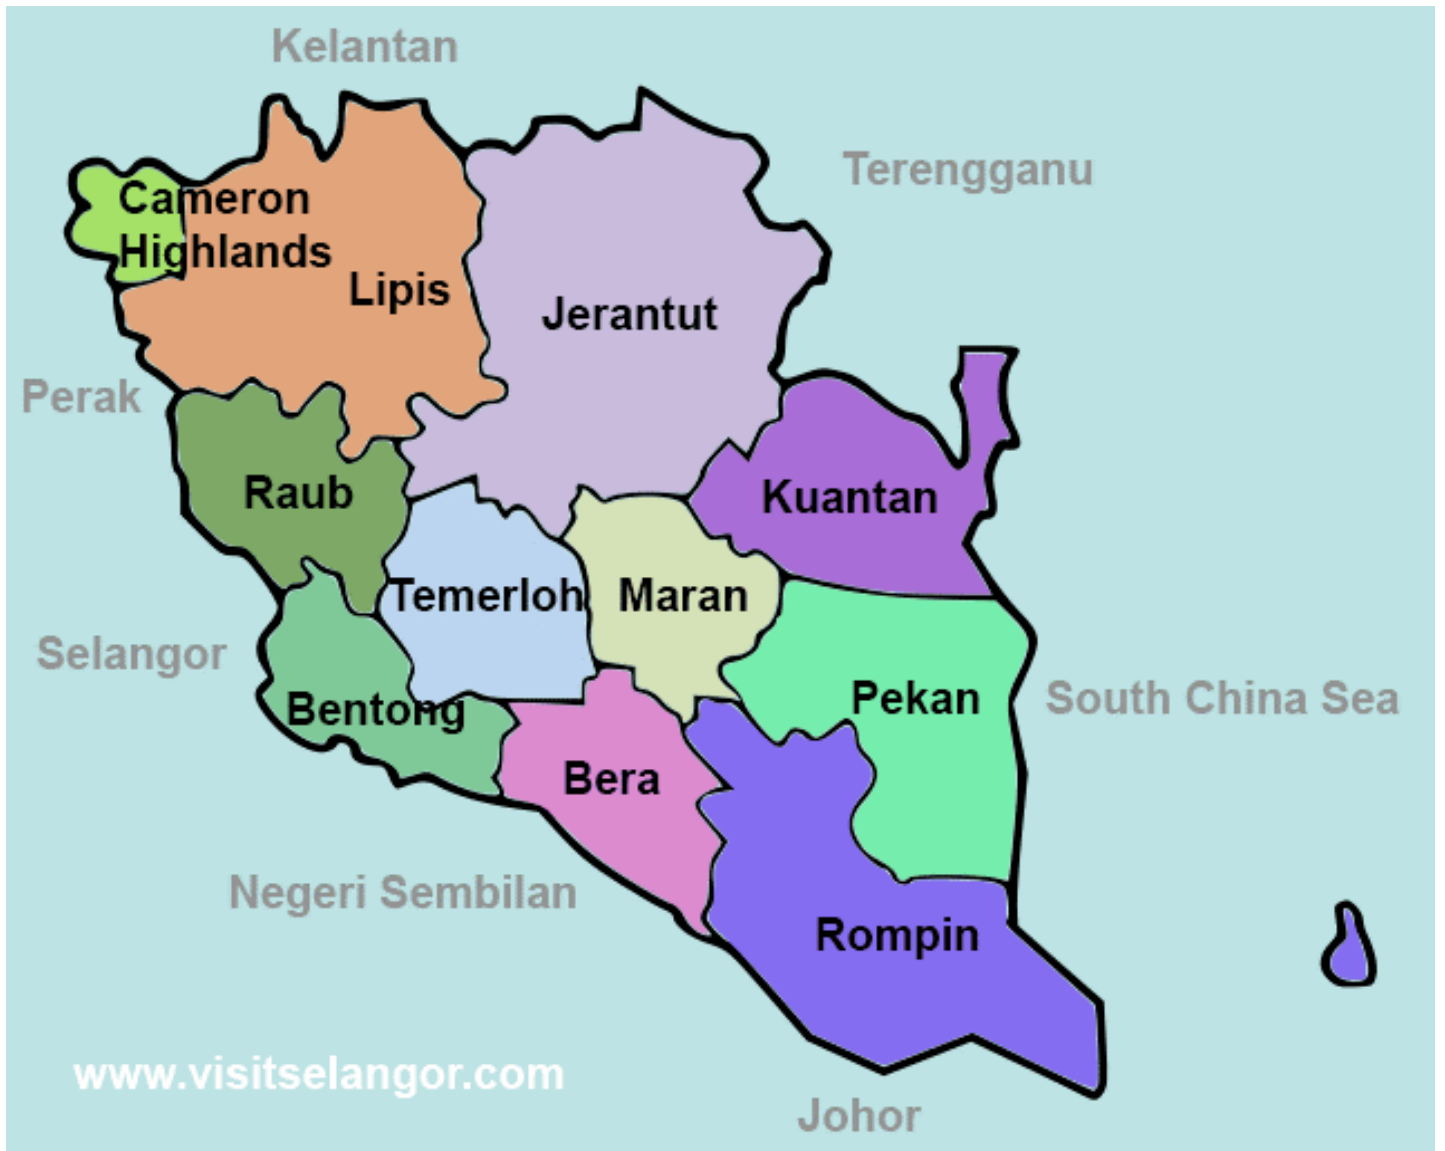 Kelantan
Terengganu
Cameron
Highlands
Lipis
Jerantut
Perak
Raub
Kuantan
Temerloh
Maran
Selangor
Bentong
Pekan
South China Sea
Bera
Negeri Sembilan
Rompin
www.visitselangor.com
Johor